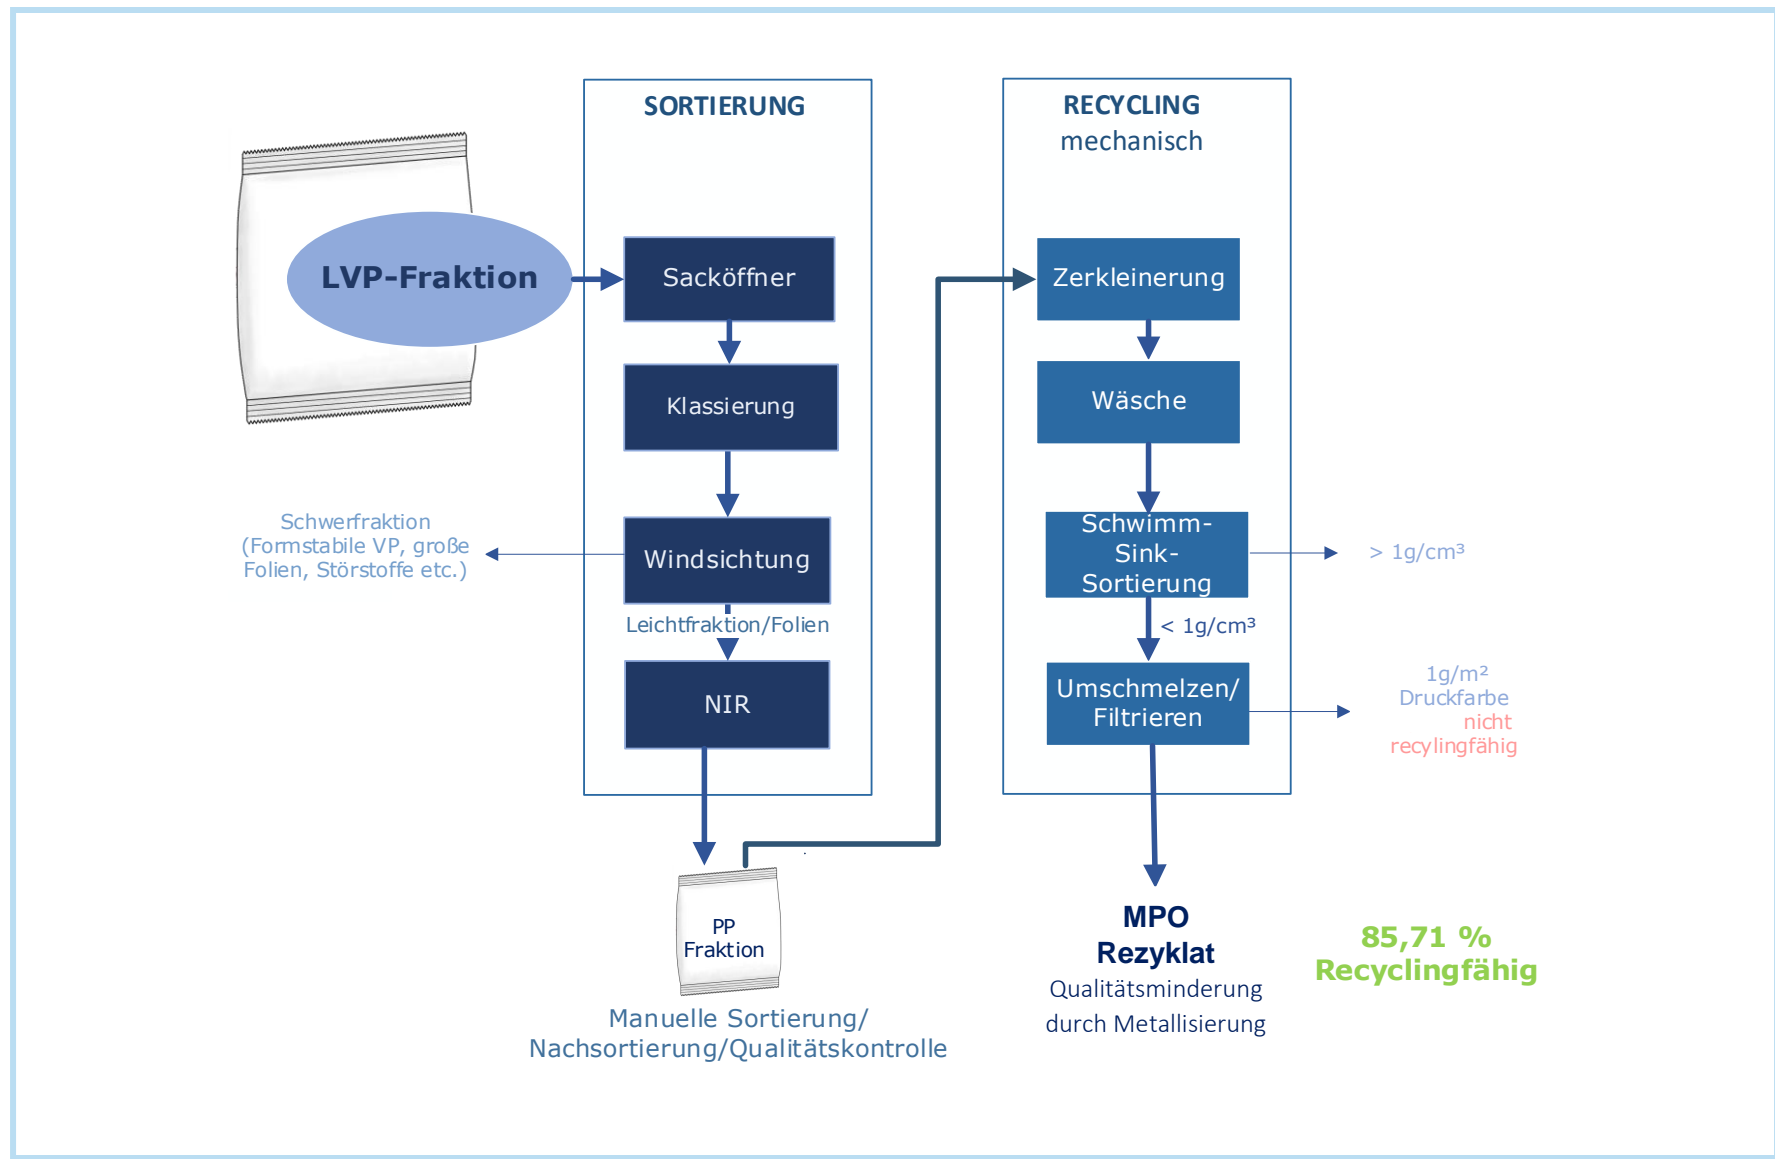 SORTIERUNG
LVP-Fraktion
Sacköffner
Klassierung
Schwerfraktion
(Formstabile VP, große
Folien, Störstoffe etc.)
Windsichtung
Leichtfraktion/Folien
NIR
PP
Fraktion
Manuelle Sortierung/
Nachsortierung/Qualitätskontrolle
RECYCLING
mechanisch
Zerkleinerung
Wäsche
Schwimm-
Sink-
Sortierung
> 1g/cm³
< 1g/cm³
Umschmelzen/
Filtrieren
1g/m²
Druckfarbe
nicht
recylingfähig
MPO
Rezyklat
Qualitätsminderung
durch Metallisierung
85,71 %
Recyclingfähig